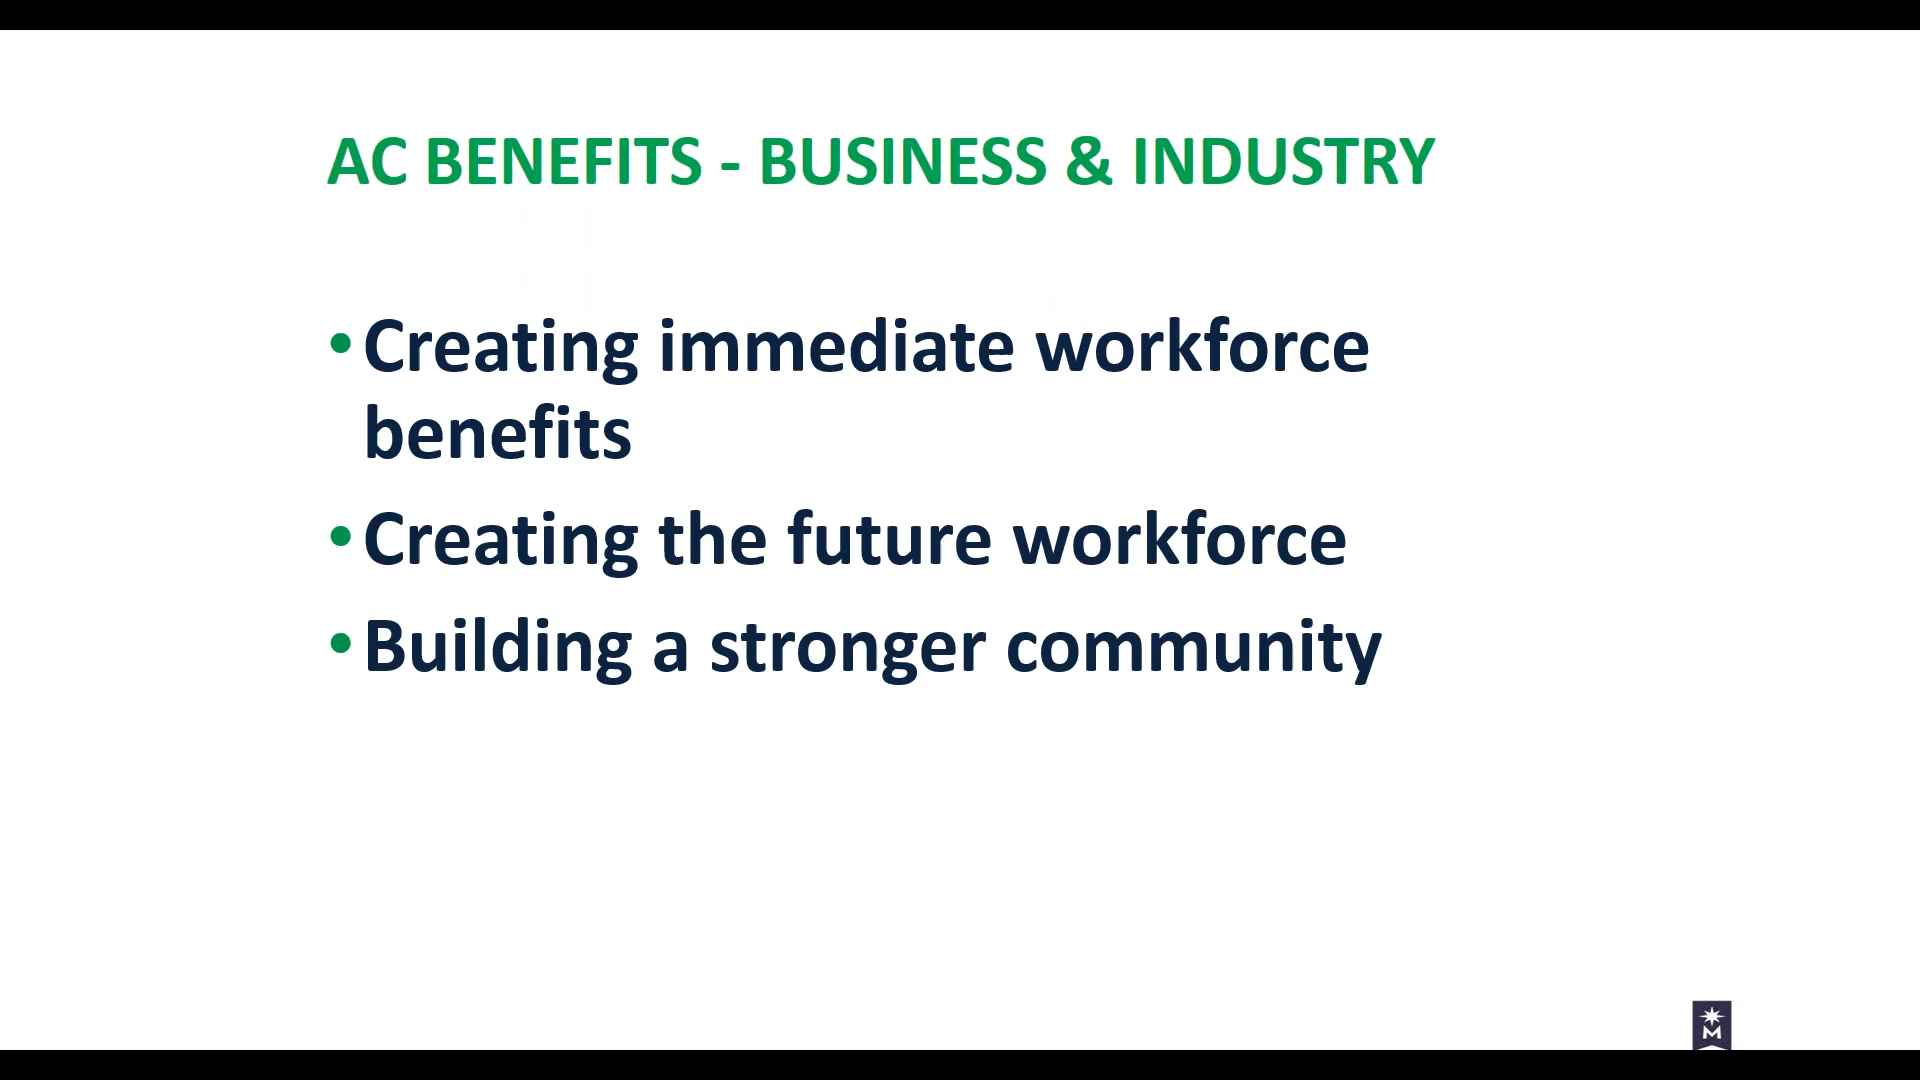 AC BENEFITS - BUSINESS & INDUSTRY
• Creating immediate workforce
benefits
• Creating the future workforce
• Building a stronger community
M